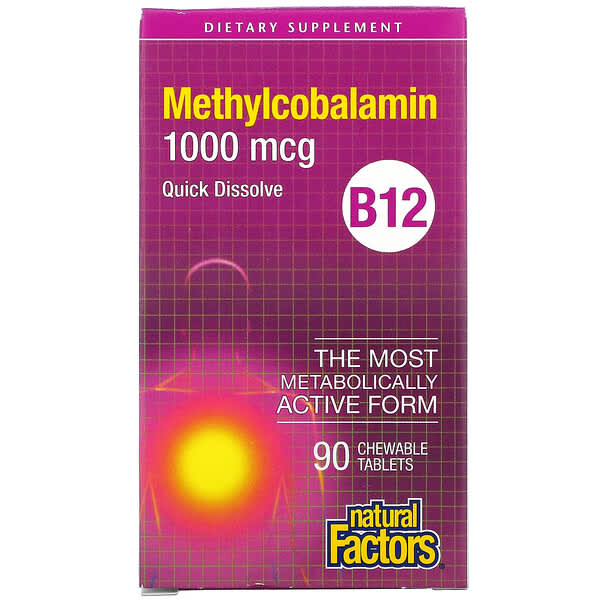 DIETARY SUPPLEMENT
Methylcobalamin
1000 mcg
Quick Dissolve
B12
THE MOST
METABOLICALLY
ACTIVE FORM
90 CHEWABLE
TABLETS
natural
Factors®